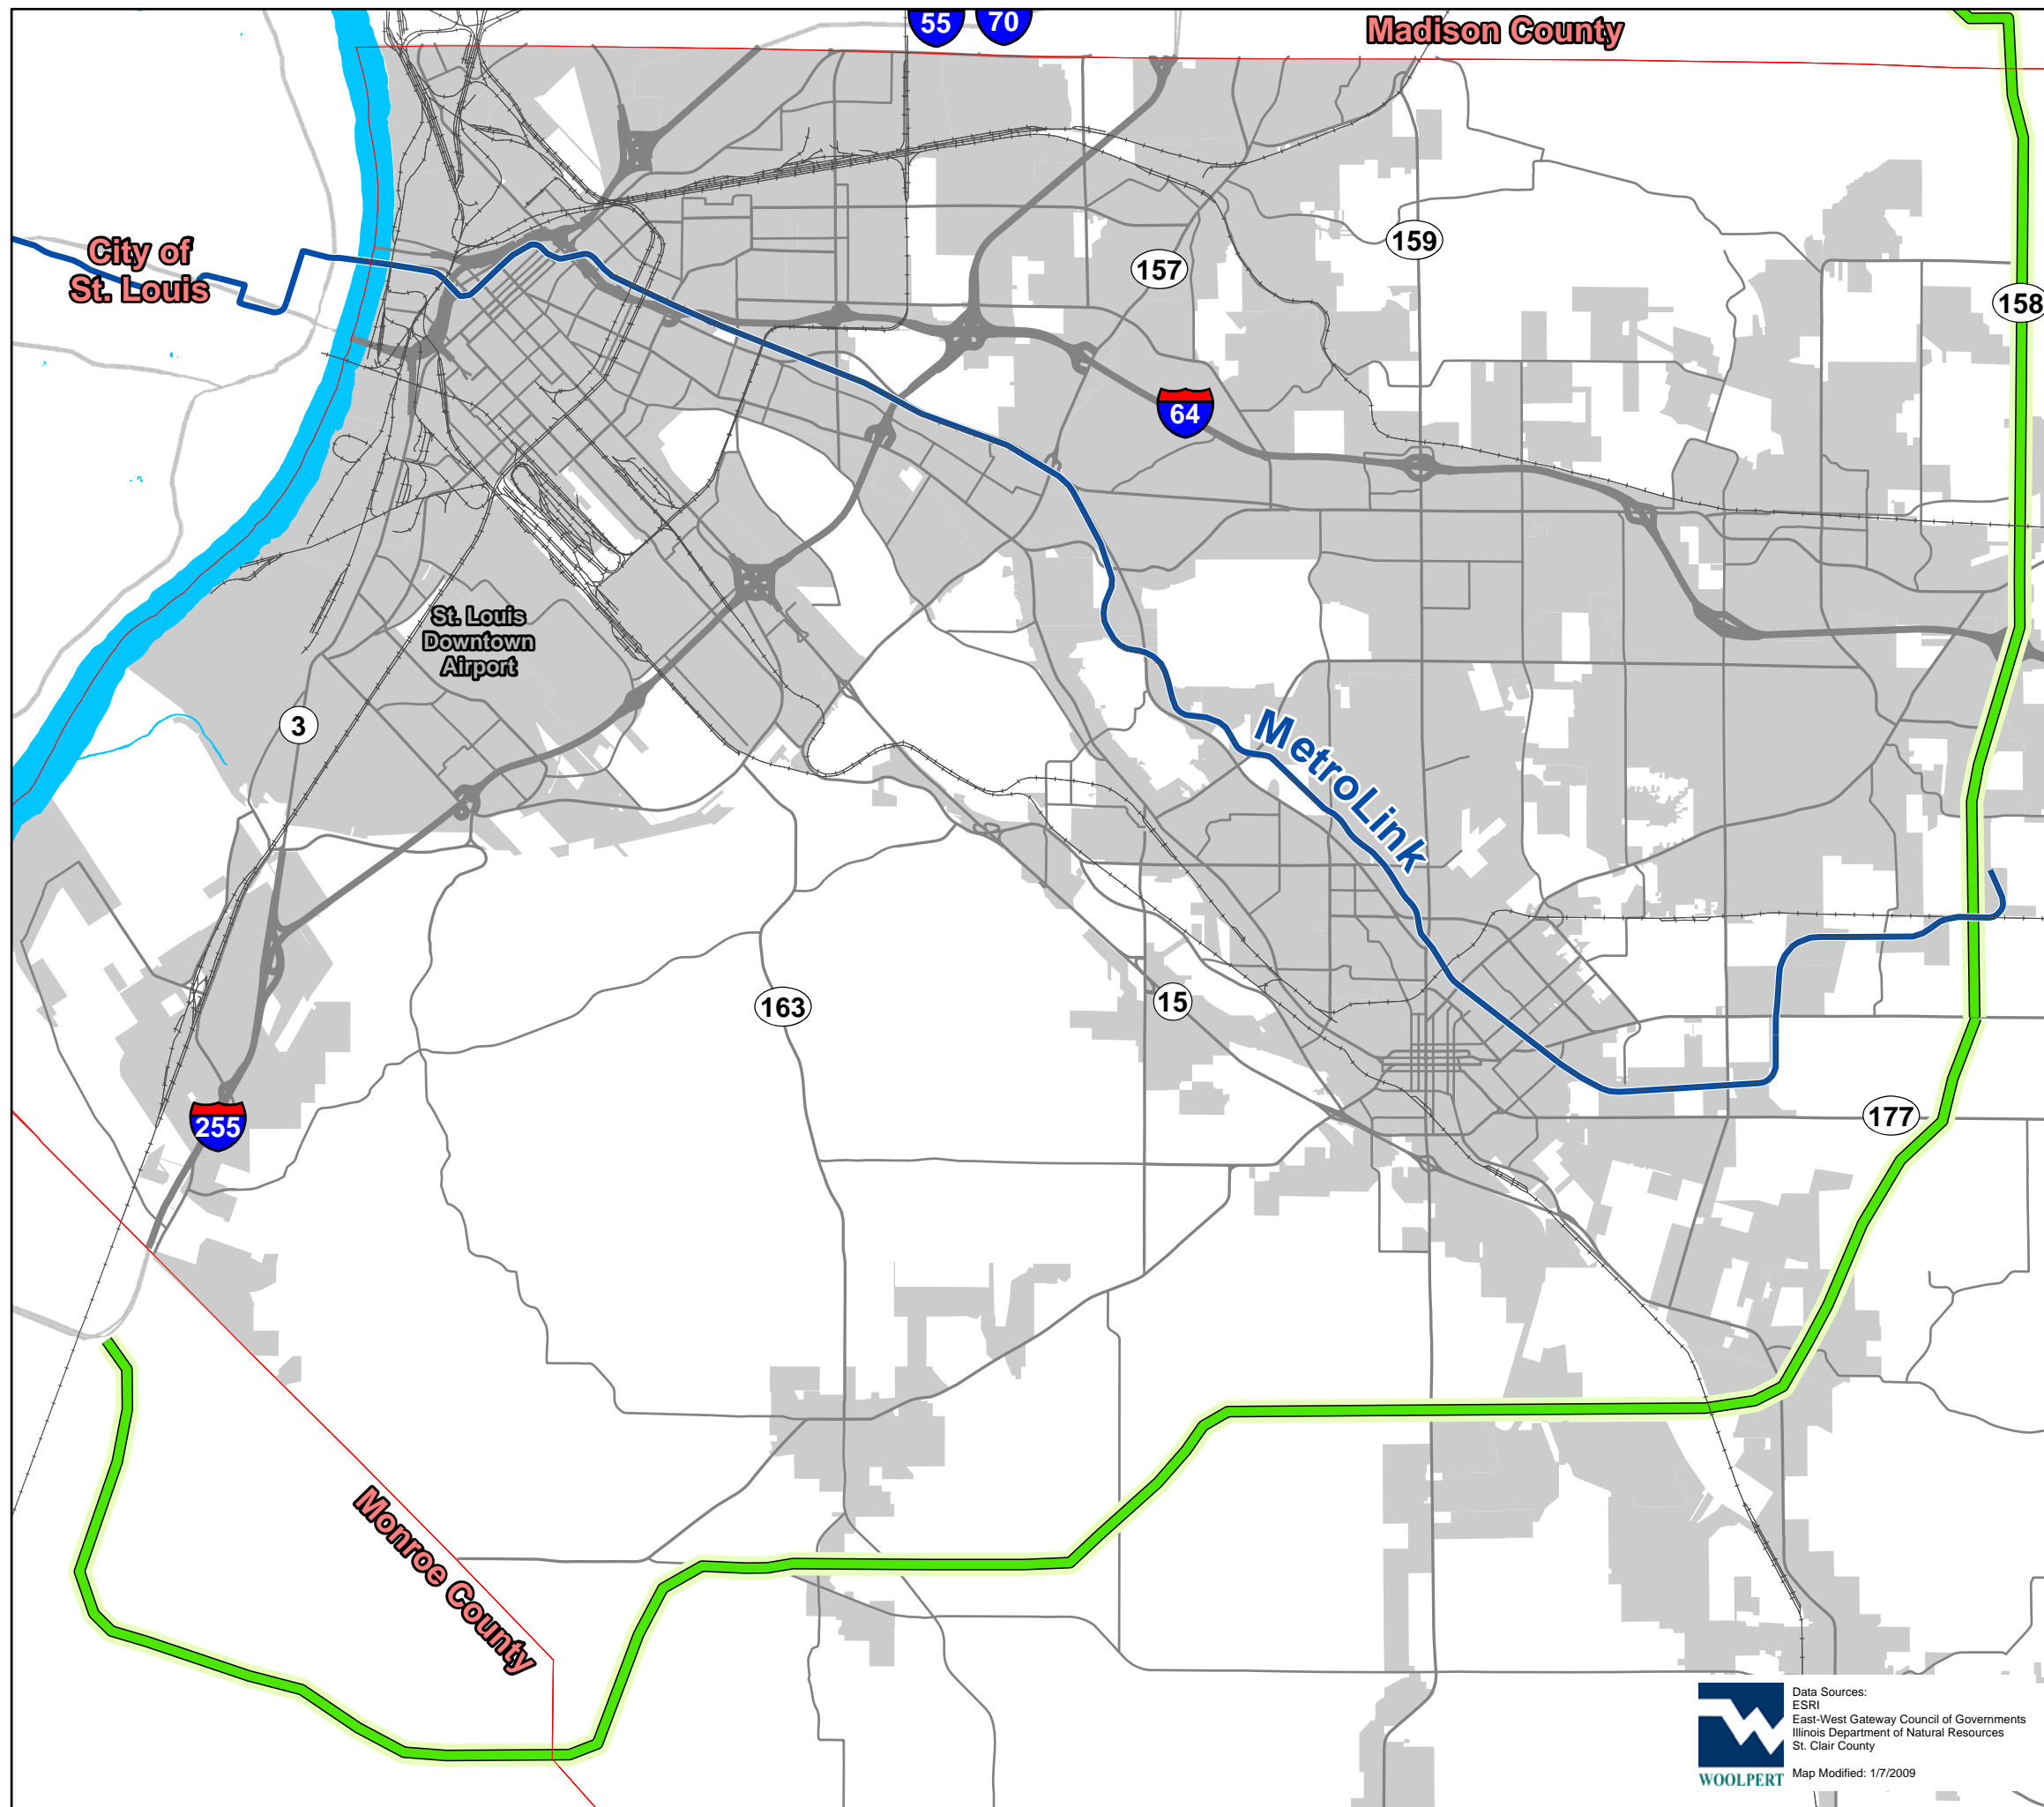 55
70
Madison County
City of
St. Louis
157
159
158
64
St. Louis
Downtown
Airport
3
MetroLink
163
15
255
177
Monroe County
Data Sources:
ESRI
East-West Gateway Council of Governments
Illinois Department of Natural Resources
St. Clair County
Map Modified: 1/7/2009
WOOLPERT